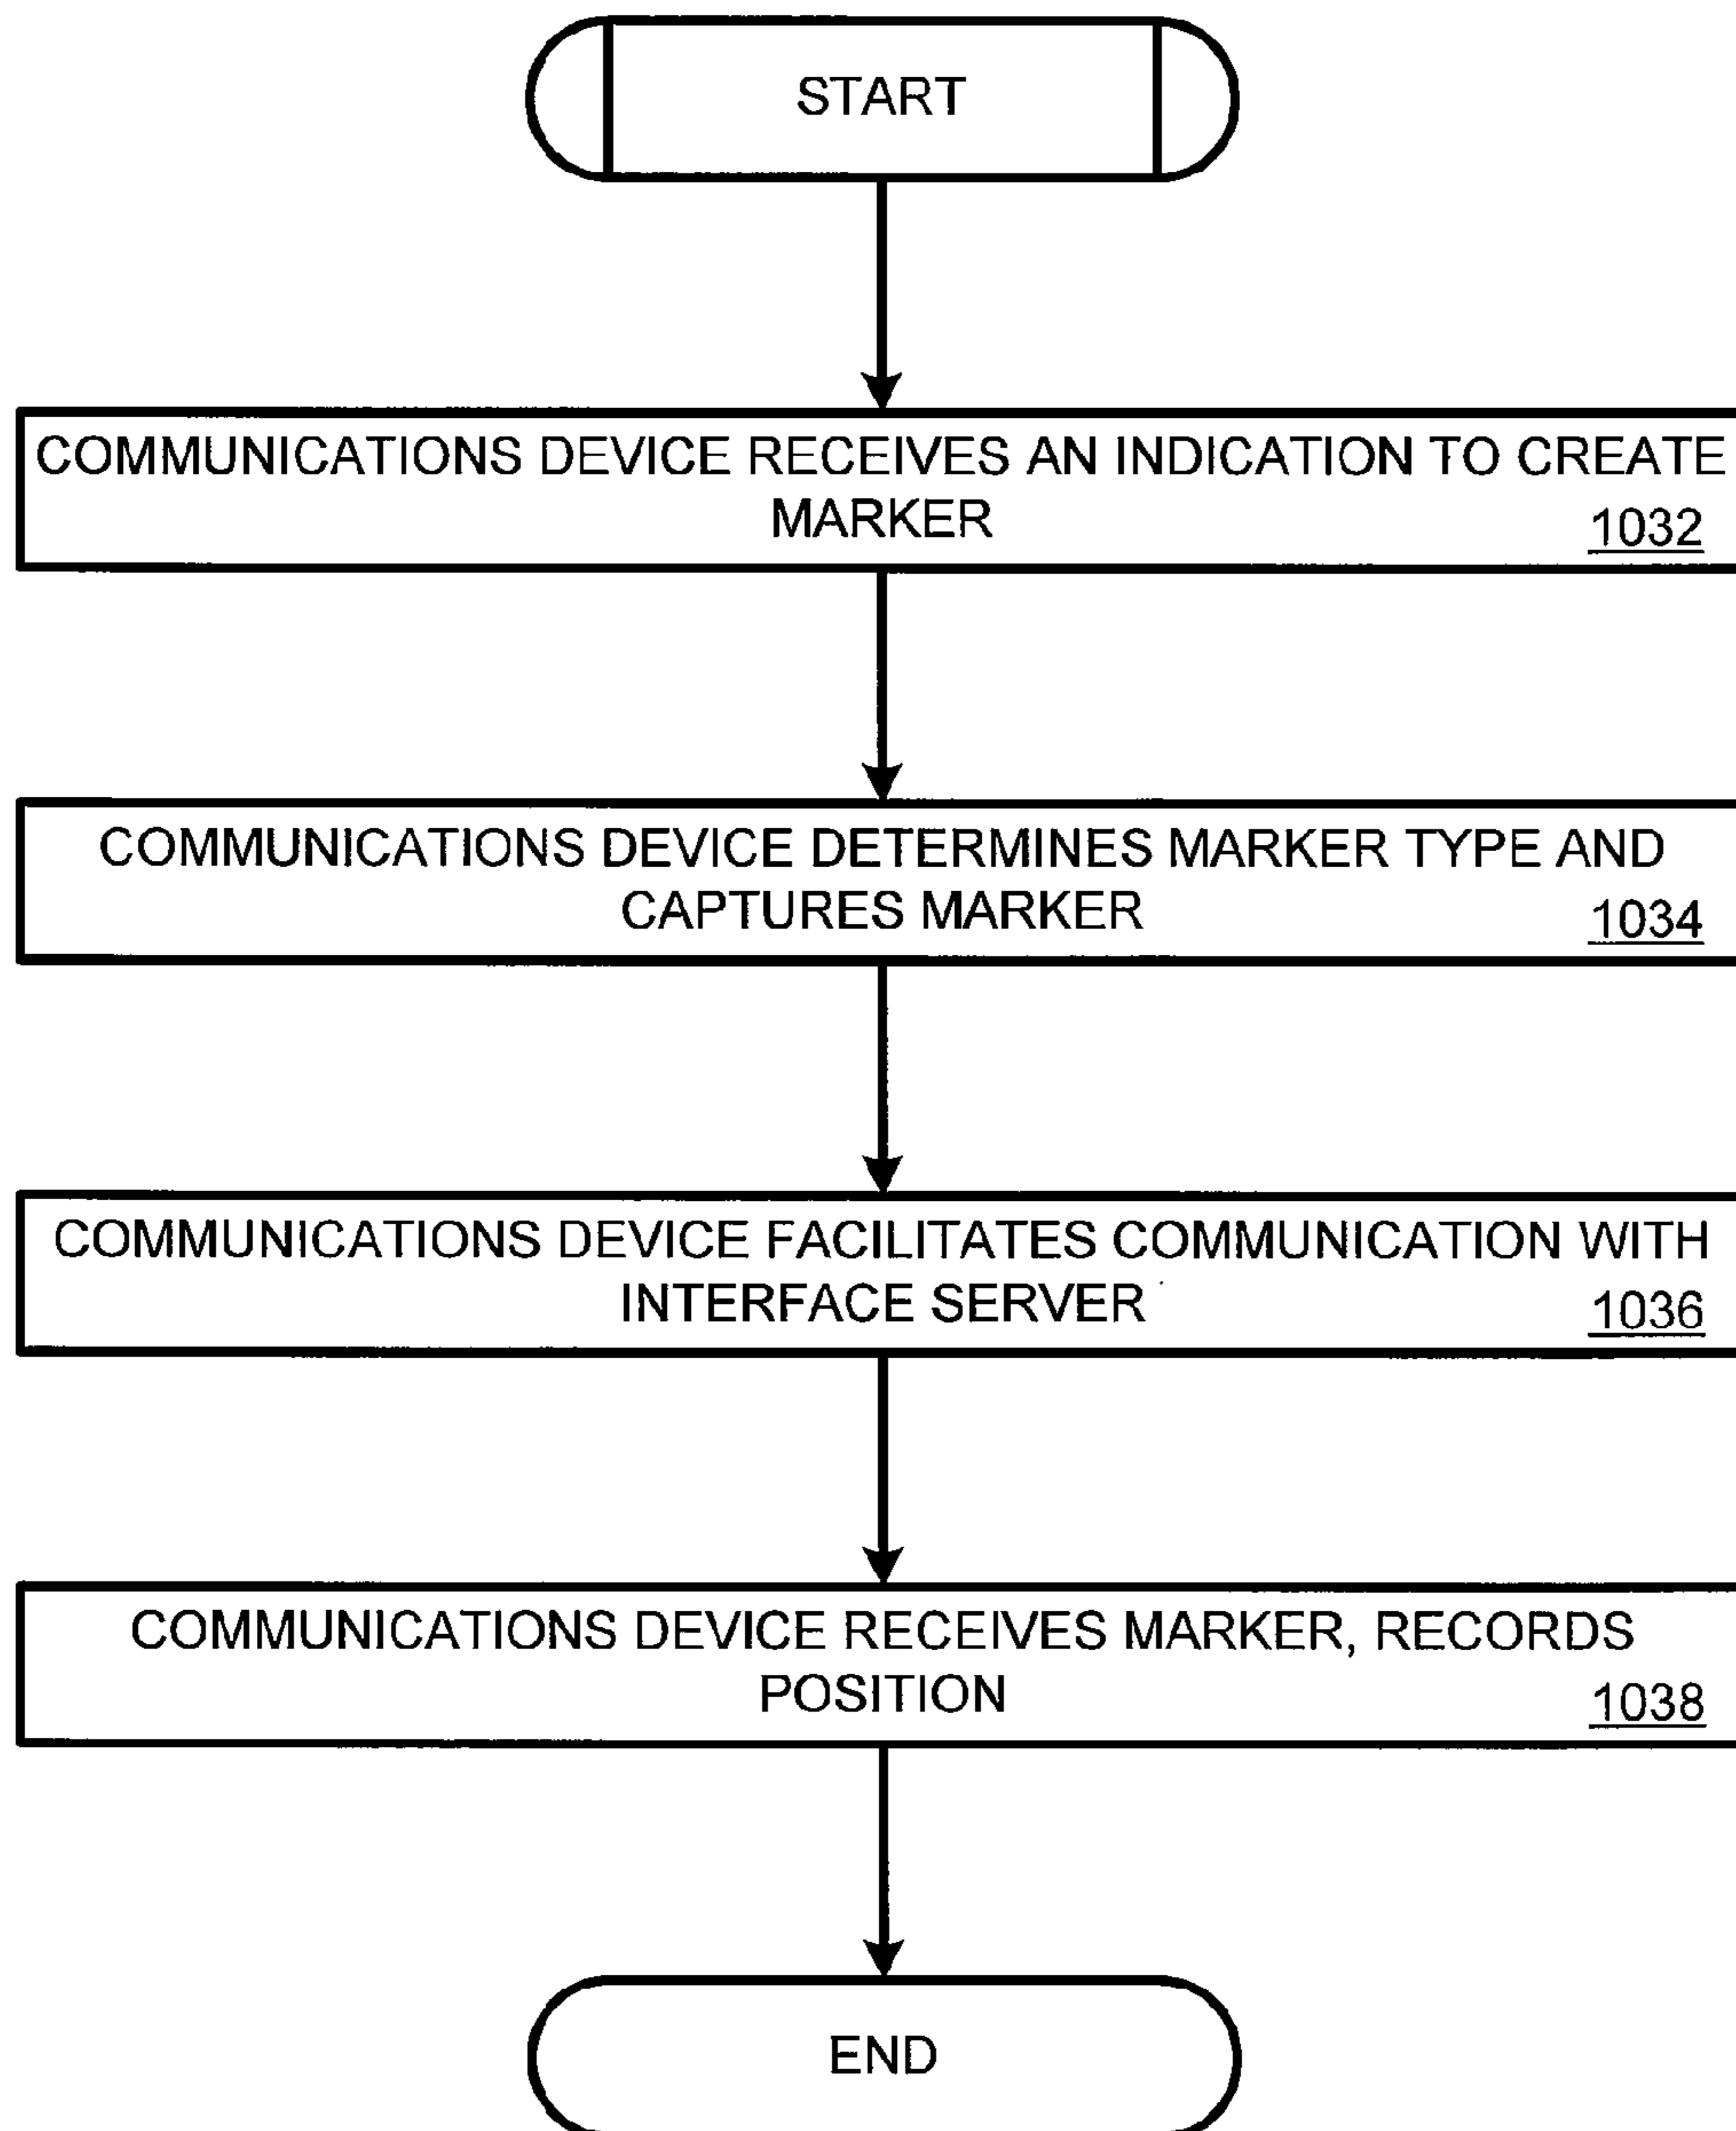 START
COMMUNICATIONS DEVICE RECEIVES AN INDICATION TO CREATE
MARKER
1032
COMMUNICATIONS DEVICE DETERMINES MARKER TYPE AND
CAPTURES MARKER
1034
COMMUNICATIONS DEVICE FACILITATES COMMUNICATION WITH
INTERFACE SERVER
1036
COMMUNICATIONS DEVICE RECEIVES MARKER, RECORDS
POSITION
1038
END